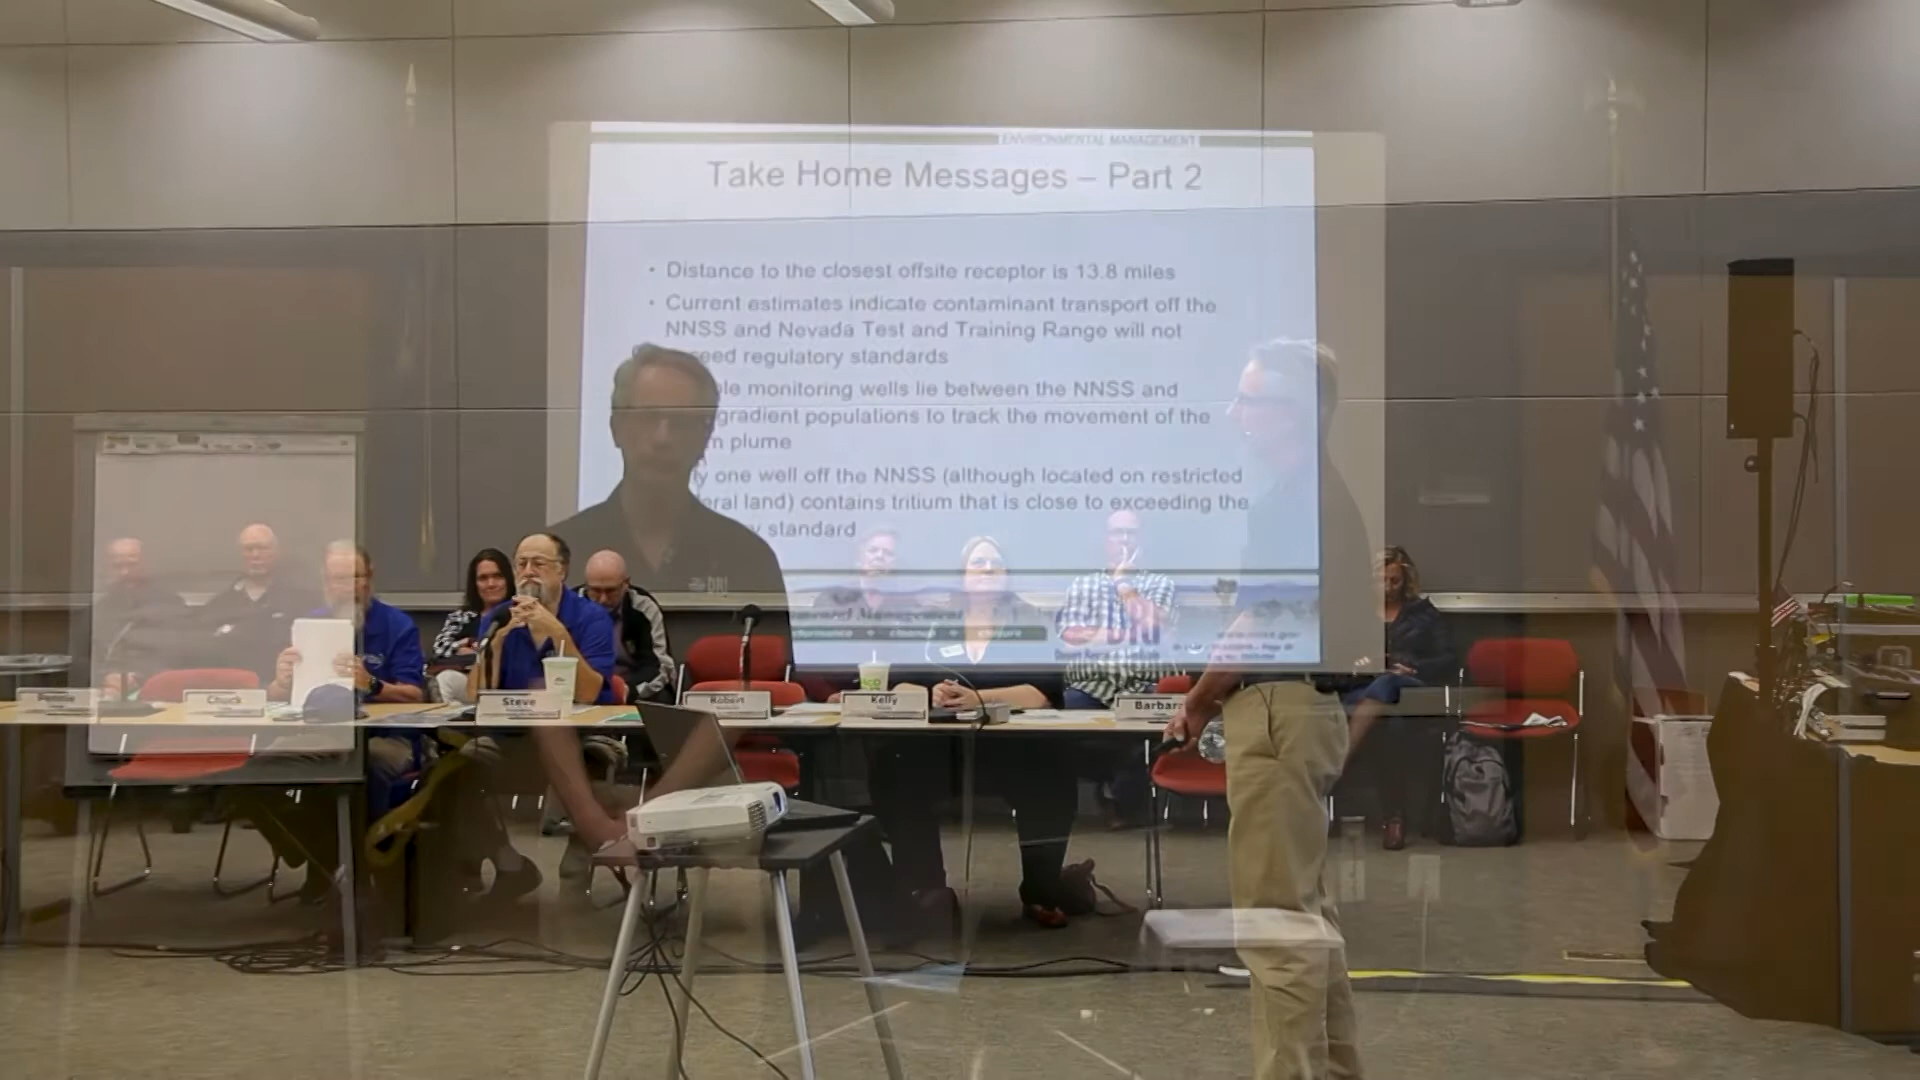 ENVIRONMENTAL MANAGEMENT
Take Home Messages – Part 2
• Distance to the closest offsite receptor is 13.8 miles
• Current estimates indicate contaminant transport off the
NNSS and Nevada Test and Training Range will not
regulatory standards
monitoring wells lie between the NNSS and
gradient populations to track the movement of the
plume
one well off the NNSS (although located on restricted
land) contains tritium that is close to exceeding the
standard
Management
DRI
Chuck
Steve
Robert
Kelly
Barbara